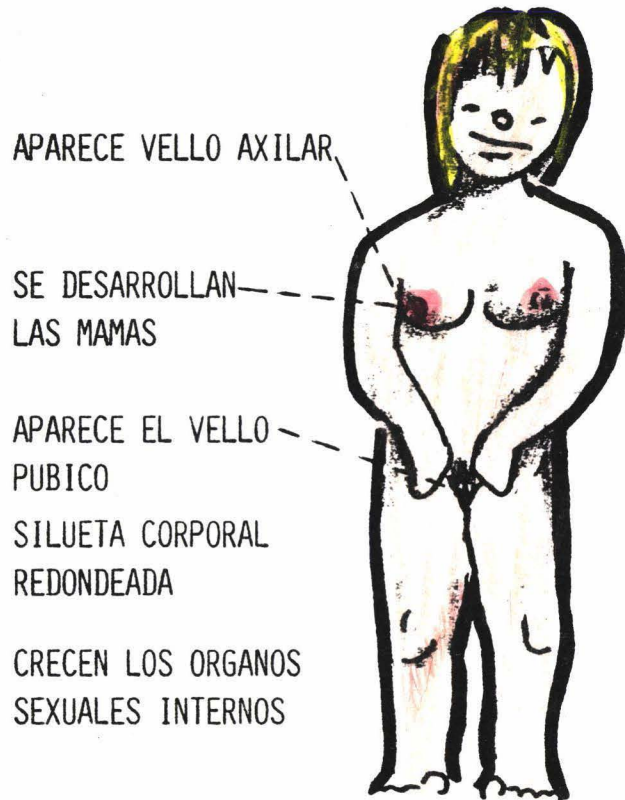 APARECE VELLO AXILAR
SE DESARROLLAN
LAS MAMAS
APARECE EL VELLO
PUBICO
SILUETA CORPORAL
REDONDEADA
CRECEN LOS ORGANOS
SEXUALES INTERNOS